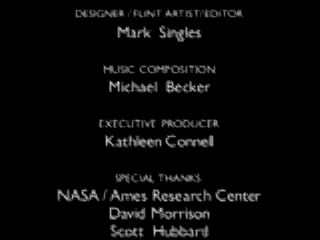 DESIGNER / FLINT ARTIST/EDITOR
Mark Singles
MUSIC COMPOSITION
Michael Becker
EXECUTIVE PRODUCER
Kathleen Connell
SPECIAL THANKS
NASA / Ames Research Center
David Morrison
Scott Hubbard